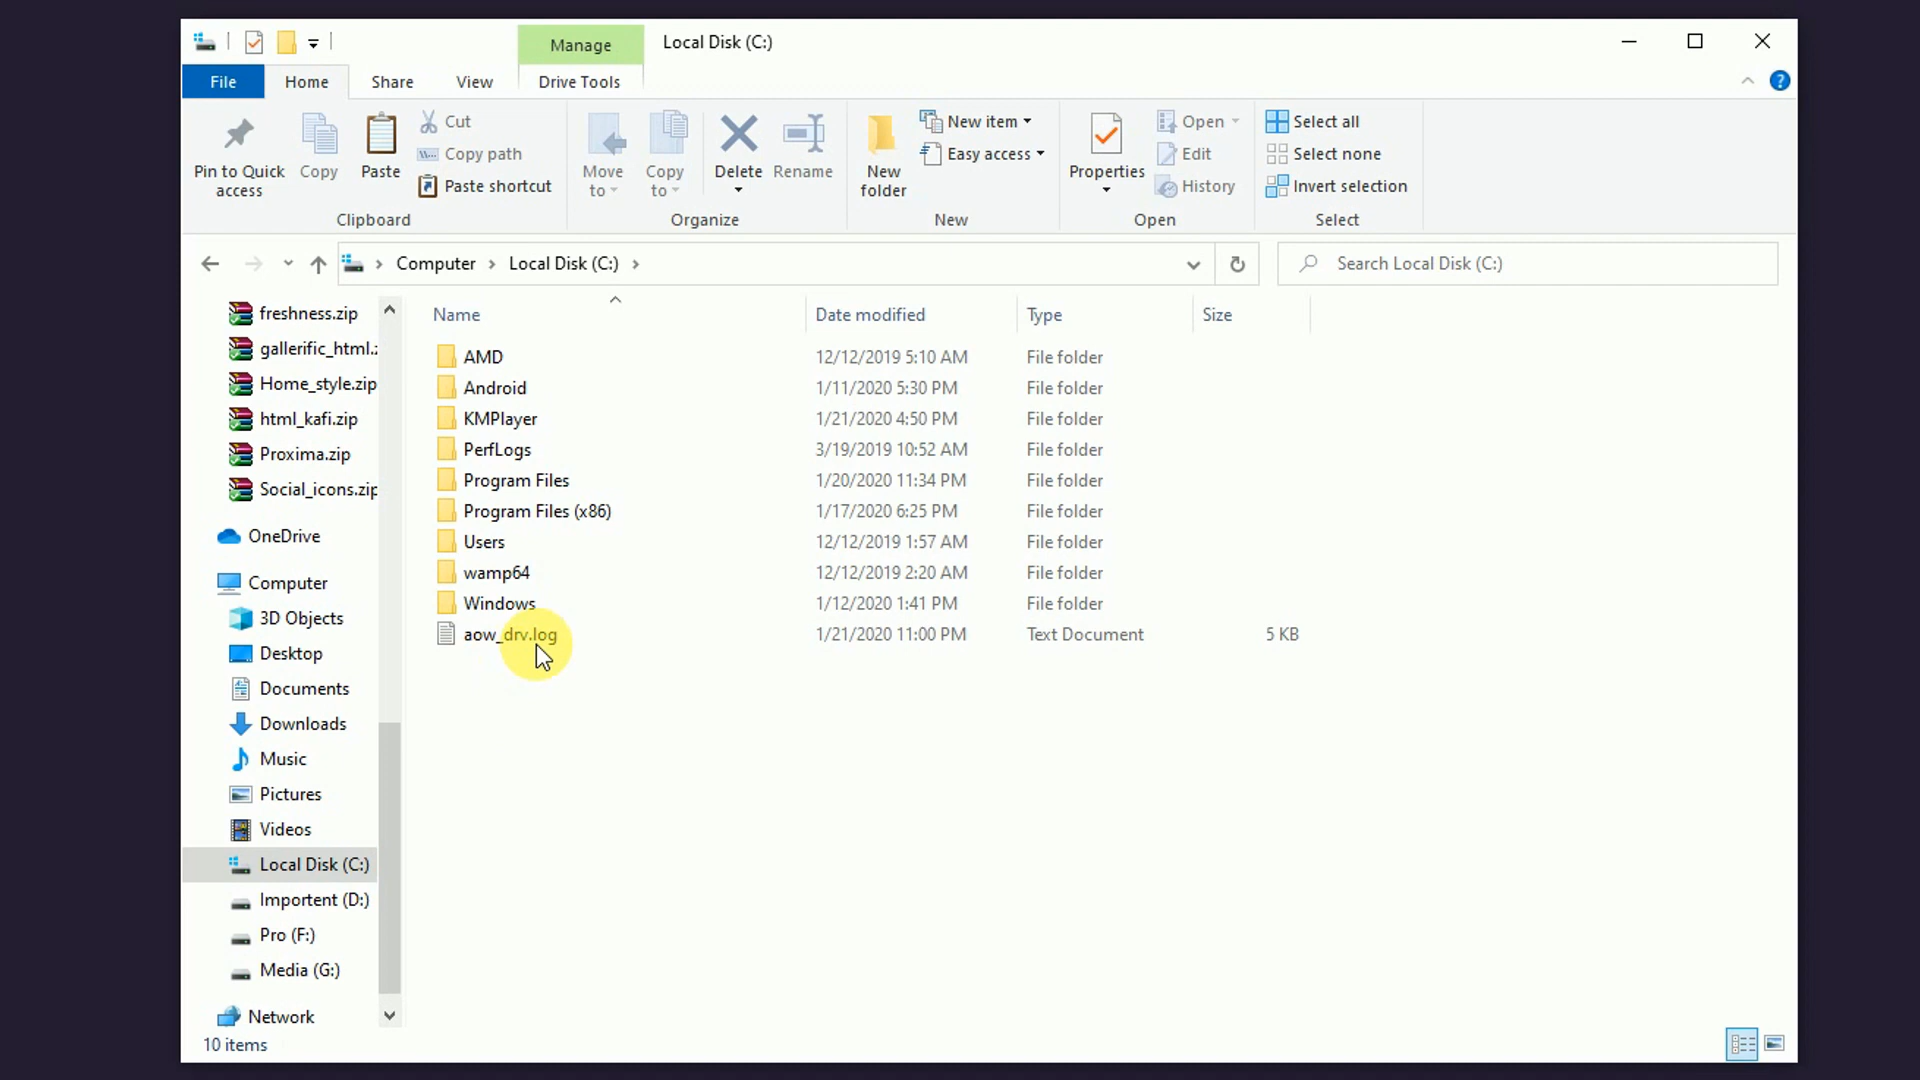 Manage
Local Disk (C:)
File
Home
Share
View
Drive Tools
?
Pin to Quick access
Copy
Paste
Cut
Copy path
Paste shortcut
Clipboard
Move to
Copy to
Delete
Rename
Organize
New folder
New item
Easy access
New
Properties
Open
Edit
History
Open
Select all
Select none
Invert selection
Select
Computer
Local Disk (C:)
Search Local Disk (C:)
freshness.zip
gallerific_html.z
Home_style.zip
html_kafi.zip
Proxima.zip
Social_icons.zip
OneDrive
Computer
3D Objects
Desktop
Documents
Downloads
Music
Pictures
Videos
Local Disk (C:)
Importent (D:)
Pro (F:)
Media (G:)
Network
Name Date modified Type Size
AMD 12/12/2019 5:10 AM File folder
Android 1/11/2020 5:30 PM File folder
KMPlayer 1/21/2020 4:50 PM File folder
PerfLogs 3/19/2019 10:52 AM File folder
Program Files 1/20/2020 11:34 PM File folder
Program Files (x86) 1/17/2020 6:25 PM File folder
Users 12/12/2019 1:57 AM File folder
wamp64 12/12/2019 2:20 AM File folder
Windows 1/12/2020 1:41 PM File folder
aow_drv.log 1/21/2020 11:00 PM Text Document 5 KB
10 items